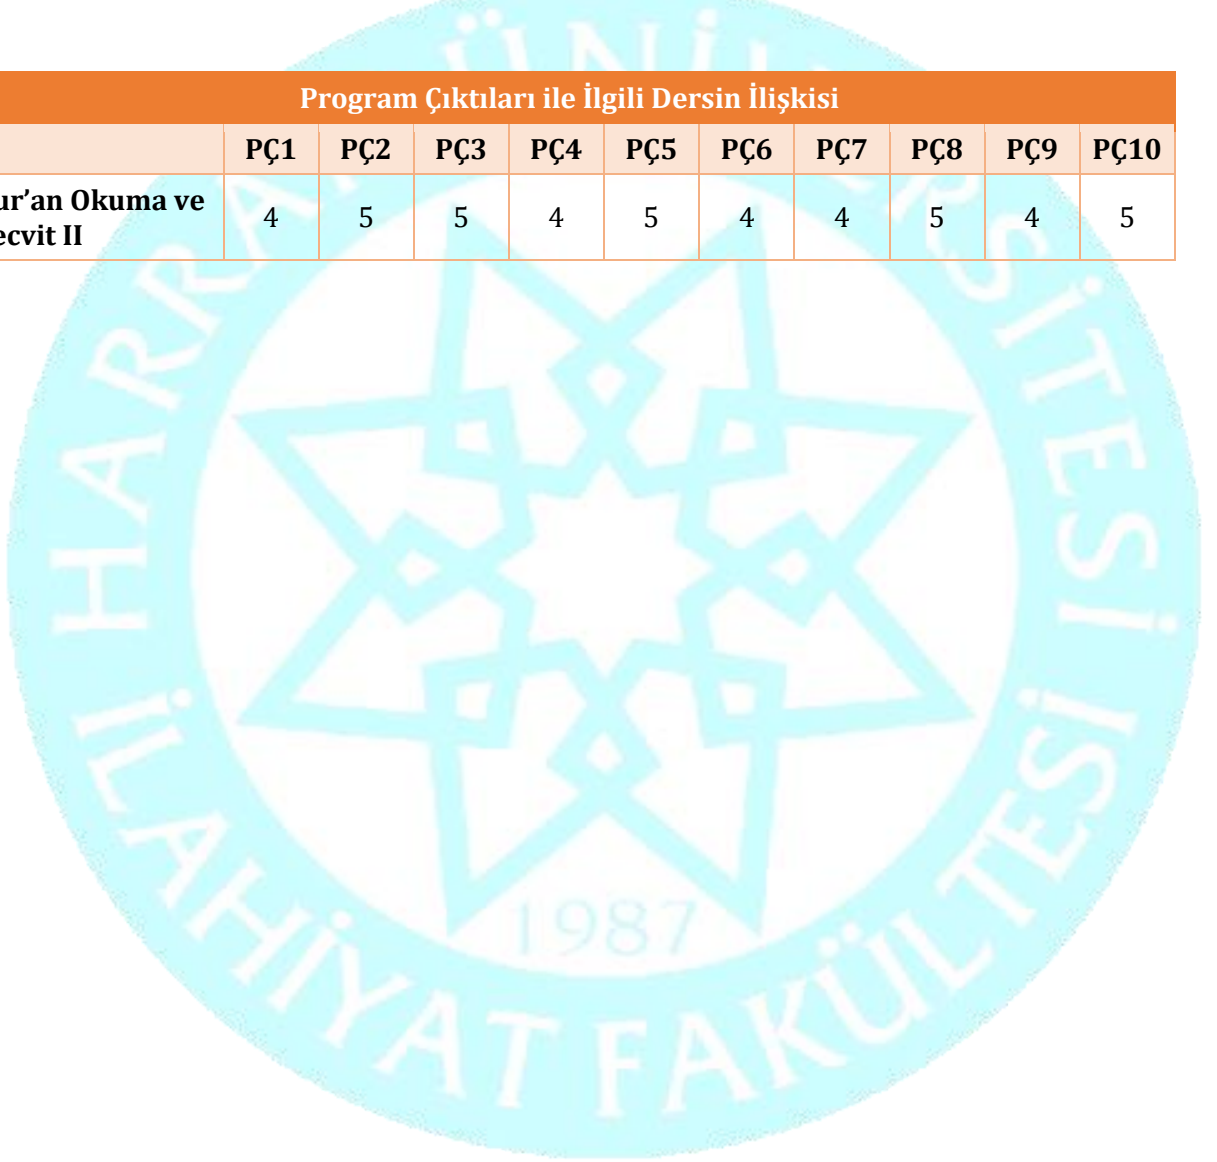 Program Çıktıları ile İlgili Dersin İlişkisi
PÇ1 PÇ2 PÇ3 PÇ4 PÇ5 PÇ6 PÇ7 PÇ8 PÇ9 PÇ10
ur’an Okuma ve
ecvit II
4 5 5 4 5 4 4 5 4 5
HARRAN ÜNİVERSİTESİ
İLAHİYAT FAKÜLTESİ
1987